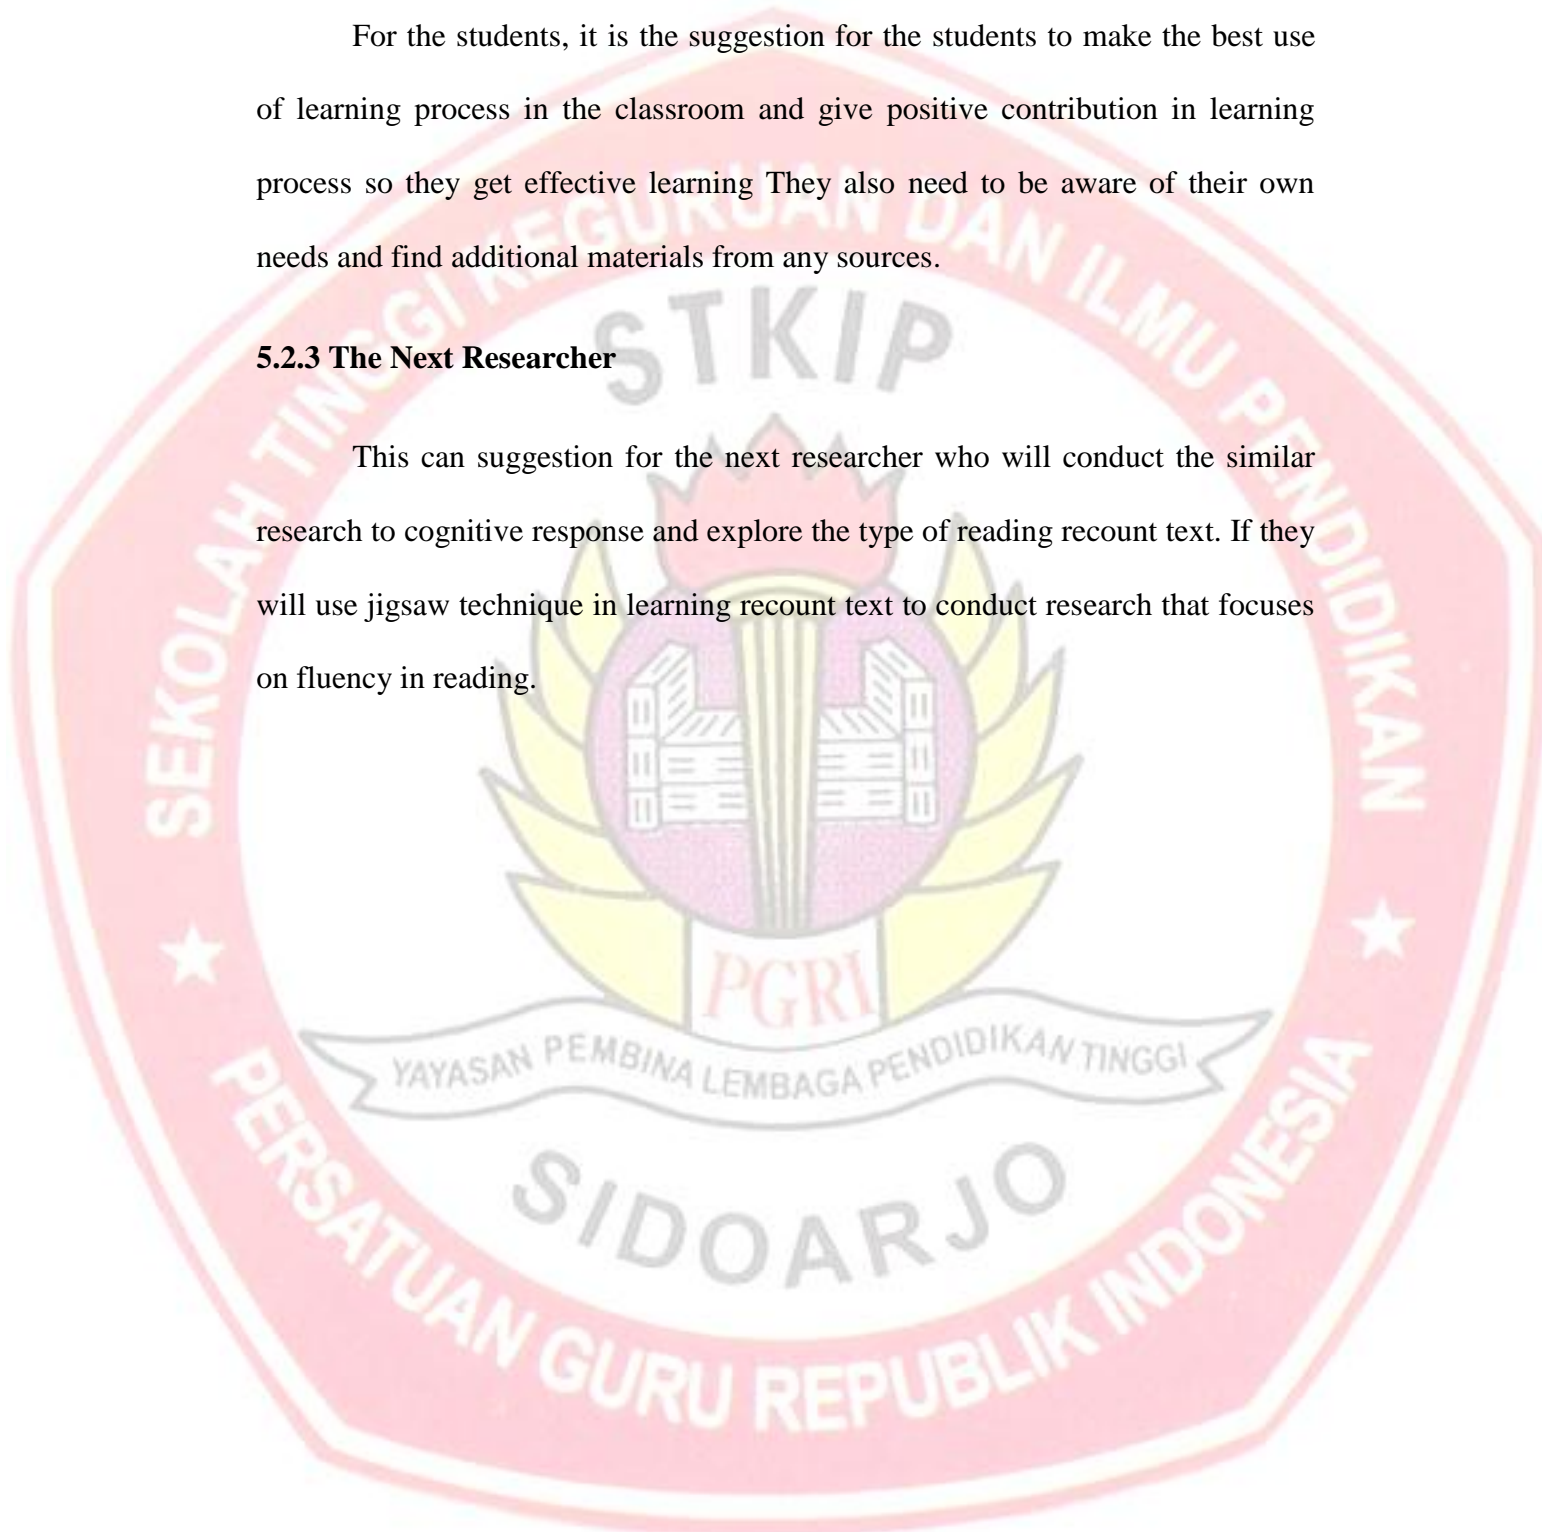 For the students, it is the suggestion for the students to make the best use
of learning process in the classroom and give positive contribution in learning
process so they get effective learning They also need to be aware of their own
needs and find additional materials from any sources.
5.2.3 The Next Researcher
This can suggestion for the next researcher who will conduct the similar
research to cognitive response and explore the type of reading recount text. If they
will use jigsaw technique in learning recount text to conduct research that focuses
on fluency in reading.
SEKOLAH TINGGI KEGURUAN DAN ILMU PENDIDIKAN
STKIP
PGRI
YAYASAN PEMBINA LEMBAGA PENDIDIKAN TINGGI
SIDOARJO
PERSATUAN GURU REPUBLIK INDONESIA